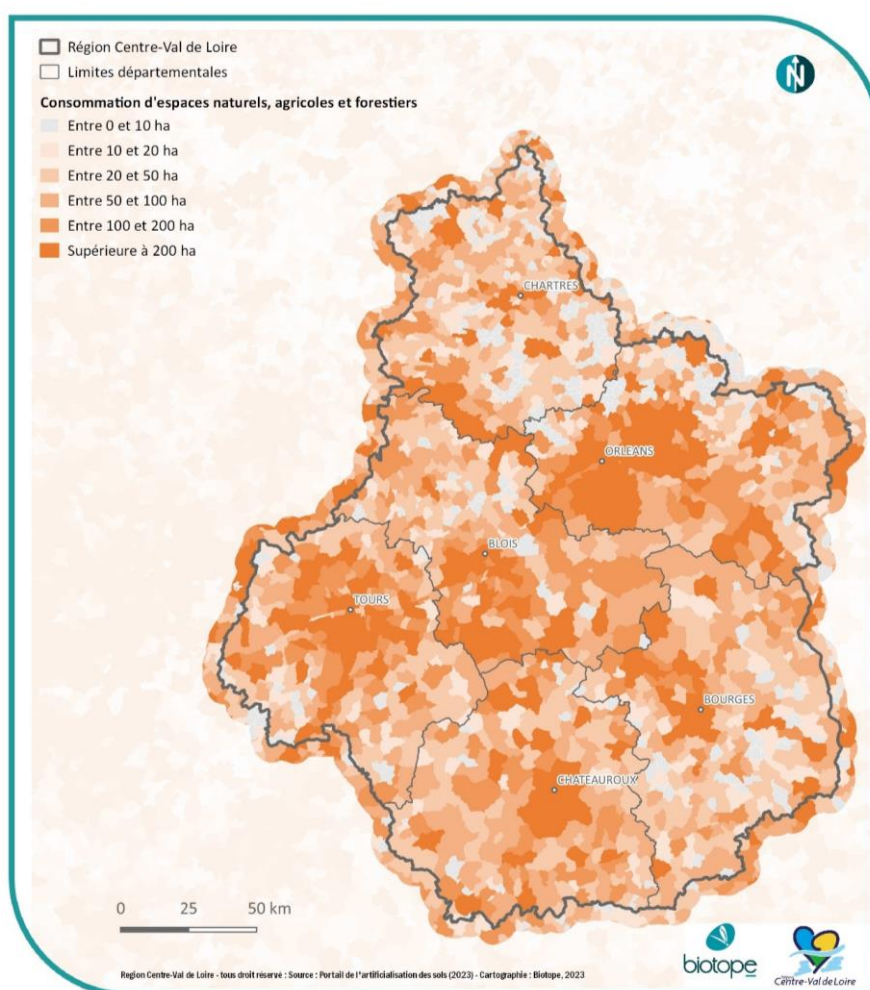 Région Centre-Val de Loire
Limites départementales
Consommation d'espaces naturels, agricoles et forestiers
Entre 0 et 10 ha
Entre 10 et 20 ha
Entre 20 et 50 ha
Entre 50 et 100 ha
Entre 100 et 200 ha
Supérieure à 200 ha
N
CHARTRES
ORLEANS
BLOIS
TOURS
BOURGES
CHATEAUROUX
0 25 50 km
Région Centre-Val de Loire - tous droit réservé : Source : Portail de l'artificialisation des sols (2023) - Cartographie : Biotope, 2023
biotope
Centre-Val de Loire